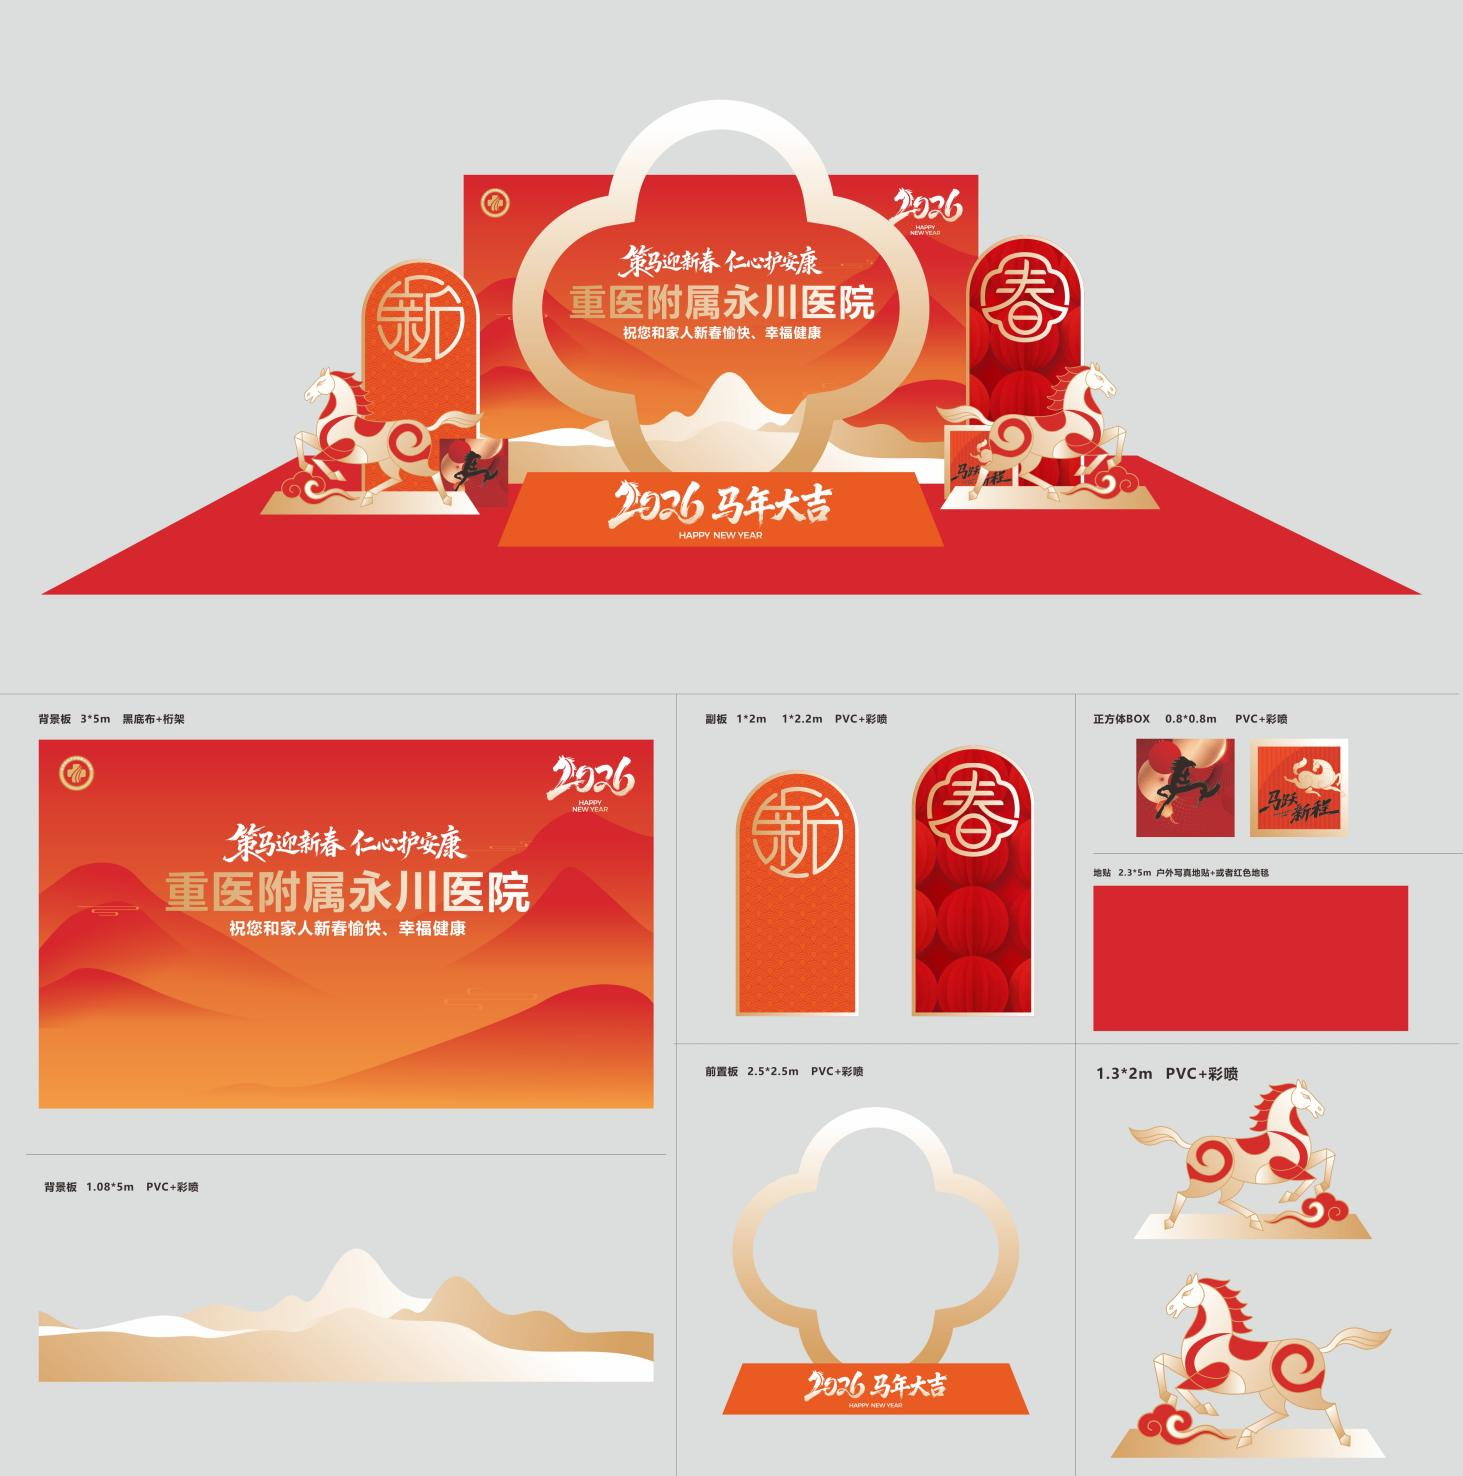 2026
HAPPY
NEW YEAR
策马迎新春 仁心护安康
重医附属永川医院
祝您和家人新春愉快、幸福健康
新
春
马跃
新程
2026 马年大吉
HAPPY NEW YEAR
背景板 3*5m 黑底布+桁架
2026
HAPPY
NEW YEAR
策马迎新春 仁心护安康
重医附属永川医院
祝您和家人新春愉快、幸福健康
背景板 1.08*5m PVC+彩喷
副板 1*2m 1*2.2m PVC+彩喷
新
春
正方体BOX 0.8*0.8m PVC+彩喷
马跃
新程
地贴 2.3*5m 户外写真地贴+或者红色地毯
前置板 2.5*2.5m PVC+彩喷
2026 马年大吉
HAPPY NEW YEAR
1.3*2m PVC+彩喷